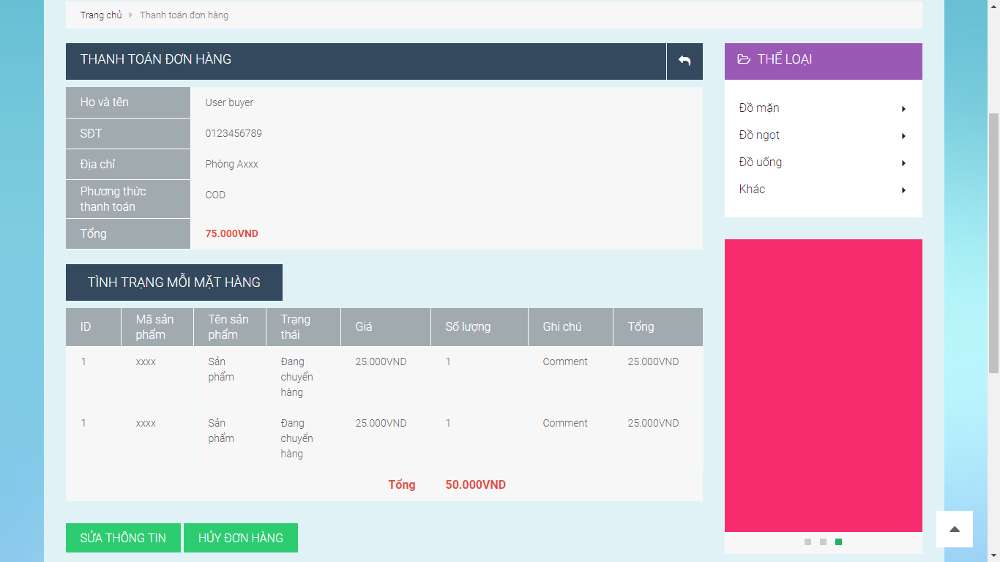 Trang chủ Thanh toán đơn hàng
THANH TOÁN ĐƠN HÀNG
Họ và tên User buyer
SĐT 0123456789
Địa chỉ Phòng Axxx
Phương thức
thanh toán
COD
Tổng 75.000VND
TÌNH TRẠNG MỖI MẶT HÀNG
ID Mã sản phẩm Tên sản phẩm Trạng thái Giá Số lượng Ghi chú Tổng
1 xxxx Sản phẩm Đang chuyển hàng 25.000VND 1 Comment 25.000VND
1 xxxx Sản phẩm Đang chuyển hàng 25.000VND 1 Comment 25.000VND
Tổng 50.000VND
SỬA THÔNG TIN HỦY ĐƠN HÀNG
THỂ LOẠI
Đồ mặn
Đồ ngọt
Đồ uống
Khác